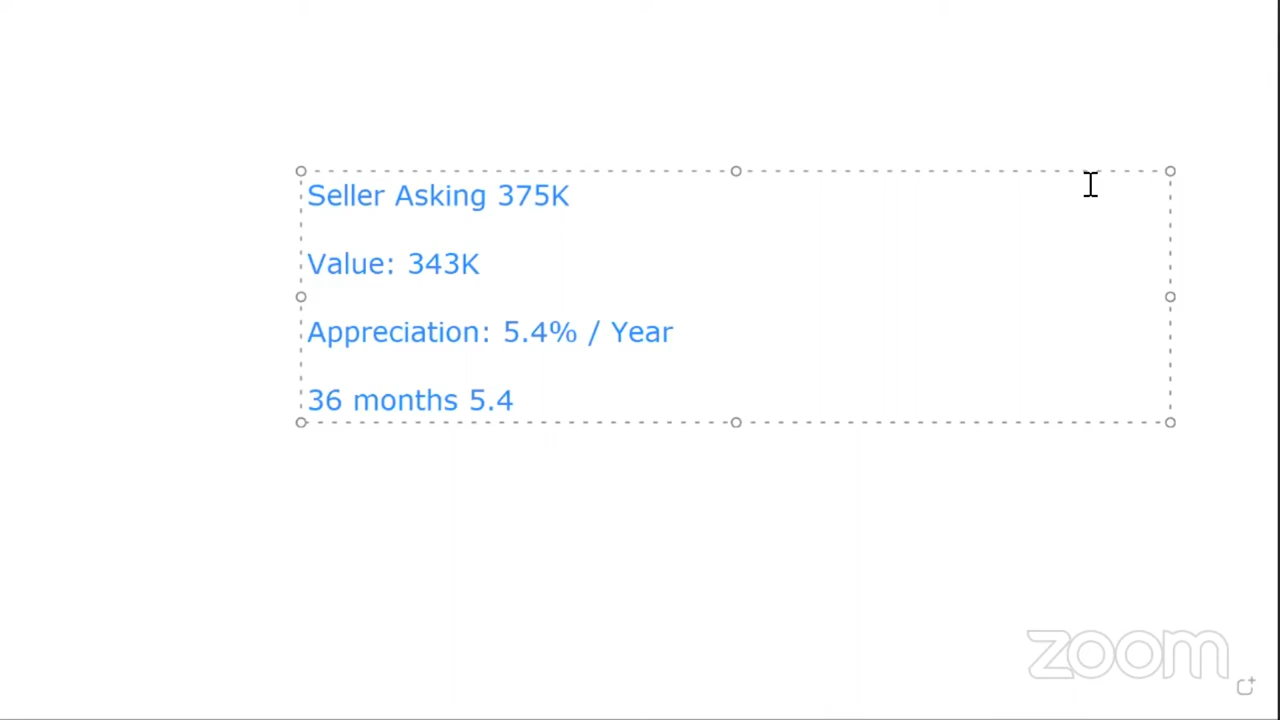 Seller Asking 375K
Value: 343K
Appreciation: 5.4% / Year
36 months 5.4
zoom